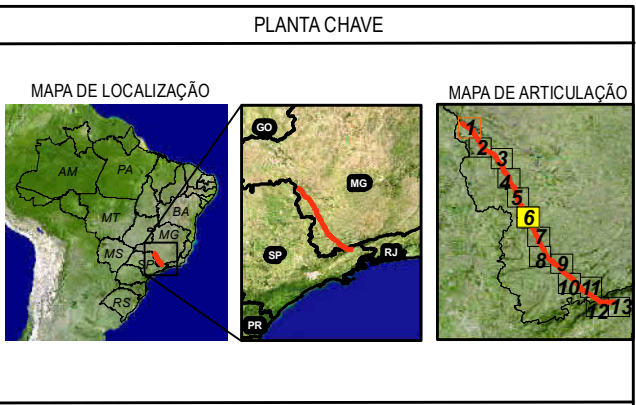 PLANTA CHAVE
MAPA DE LOCALIZAÇÃO
AM
PA
MT
BA
MG
MS
SP
RS
GO
MG
SP
RJ
PR
MAPA DE ARTICULAÇÃO
1
2
3
4
5
6
7
8
9
10
11
12
13